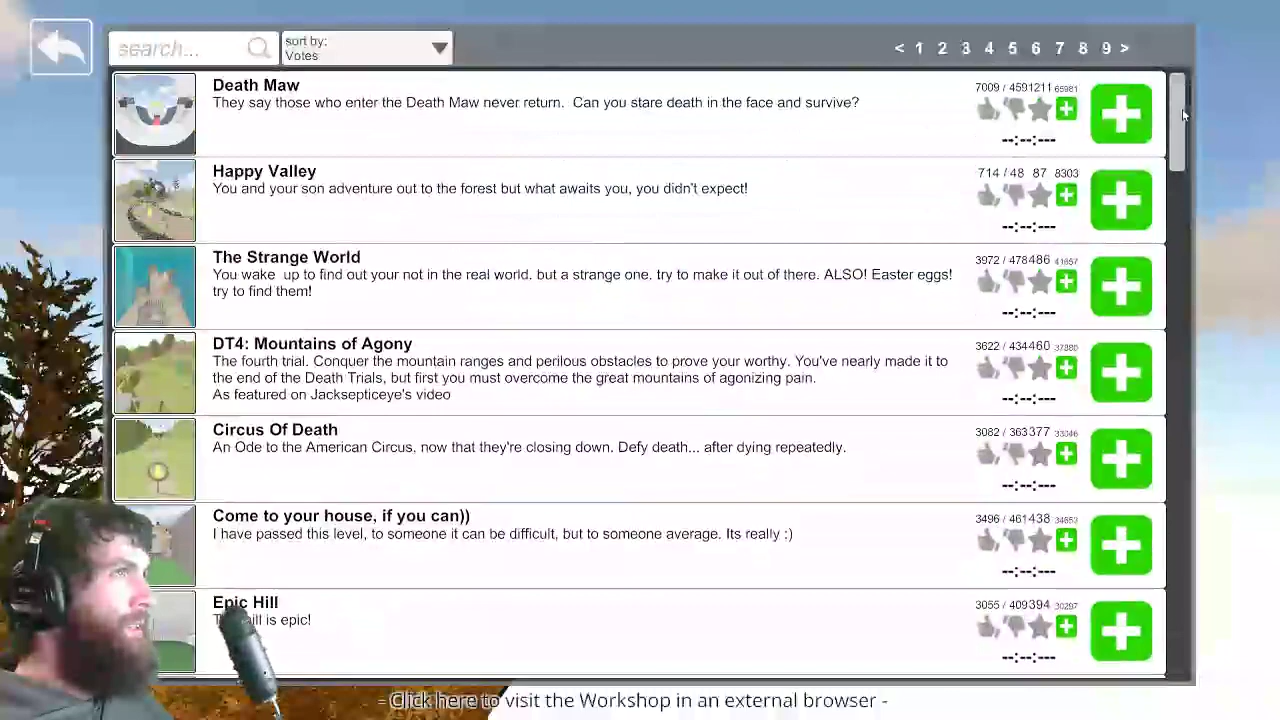 search...
sort by:
Votes
< 1 2 3 4 5 6 7 8 9 >
Death Maw
They say those who enter the Death Maw never return. Can you stare death in the face and survive?
7009 / 4591211 65981
--:--:---
Happy Valley
You and your son adventure out to the forest but what awaits you, you didn't expect!
714 / 48 87 8303
--:--:---
The Strange World
You wake up to find out your not in the real world. but a strange one. try to make it out of there. ALSO! Easter eggs!
try to find them!
3972 / 478486 41657
--:--:---
DT4: Mountains of Agony
The fourth trial. Conquer the mountain ranges and perilous obstacles to prove your worthy. You've nearly made it to
the end of the Death Trials, but first you must overcome the great mountains of agonizing pain.
As featured on Jacksepticeye's video
3622 / 434460 37880
--:--:---
Circus Of Death
An Ode to the American Circus, now that they're closing down. Defy death... after dying repeatedly.
3082 / 363377 33046
--:--:---
Come to your house, if you can))
I have passed this level, to someone it can be difficult, but to someone average. Its really :)
3496 / 461438 34653
--:--:---
Epic Hill
hill is epic!
3055 / 409394 30297
--:--:---
- Click here to visit the Workshop in an external browser -